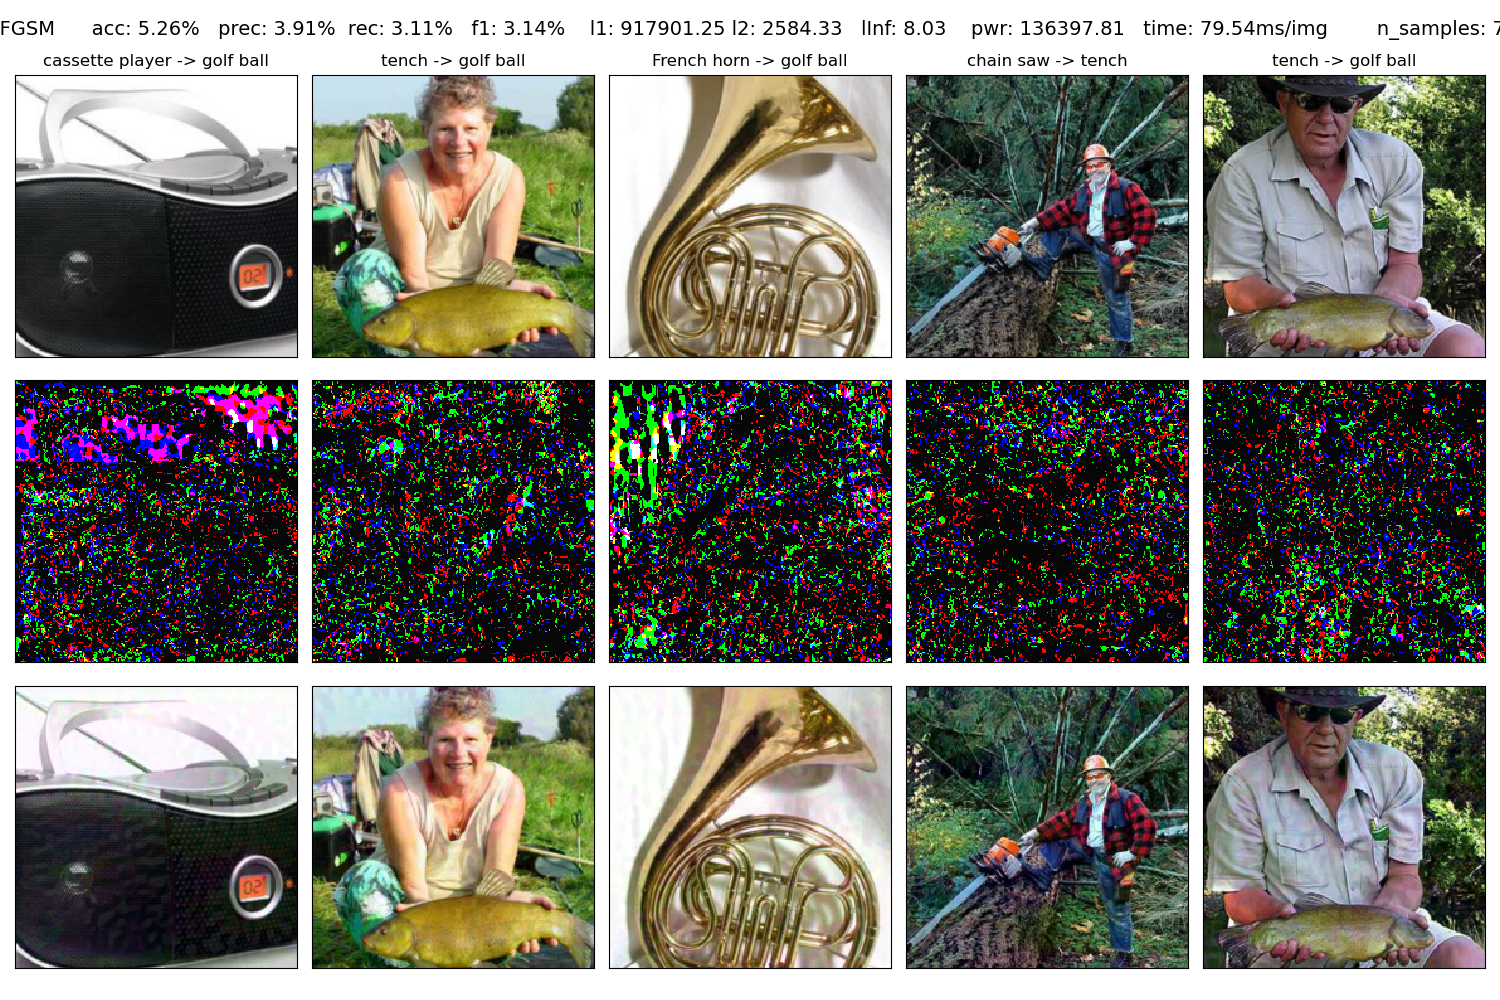 FGSM acc: 5.26% prec: 3.91% rec: 3.11% f1: 3.14% l1: 917901.25 l2: 2584.33 lInf: 8.03 pwr: 136397.81 time: 79.54ms/img n_samples: 7
cassette player -> golf ball
tench -> golf ball
French horn -> golf ball
chain saw -> tench
tench -> golf ball
02
02